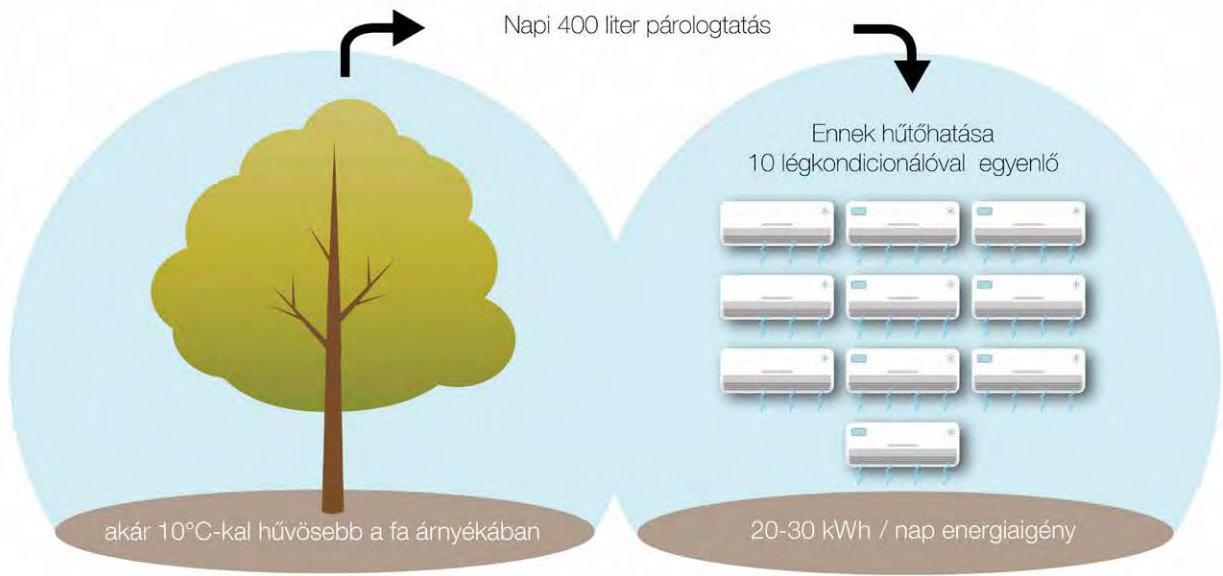 Napi 400 liter párologtatás
Ennek hűtőhatása
10 légkondicionálóval egyenlő
akár 10°C-kal hűvösebb a fa árnyékában
20-30 kWh / nap energiaigény